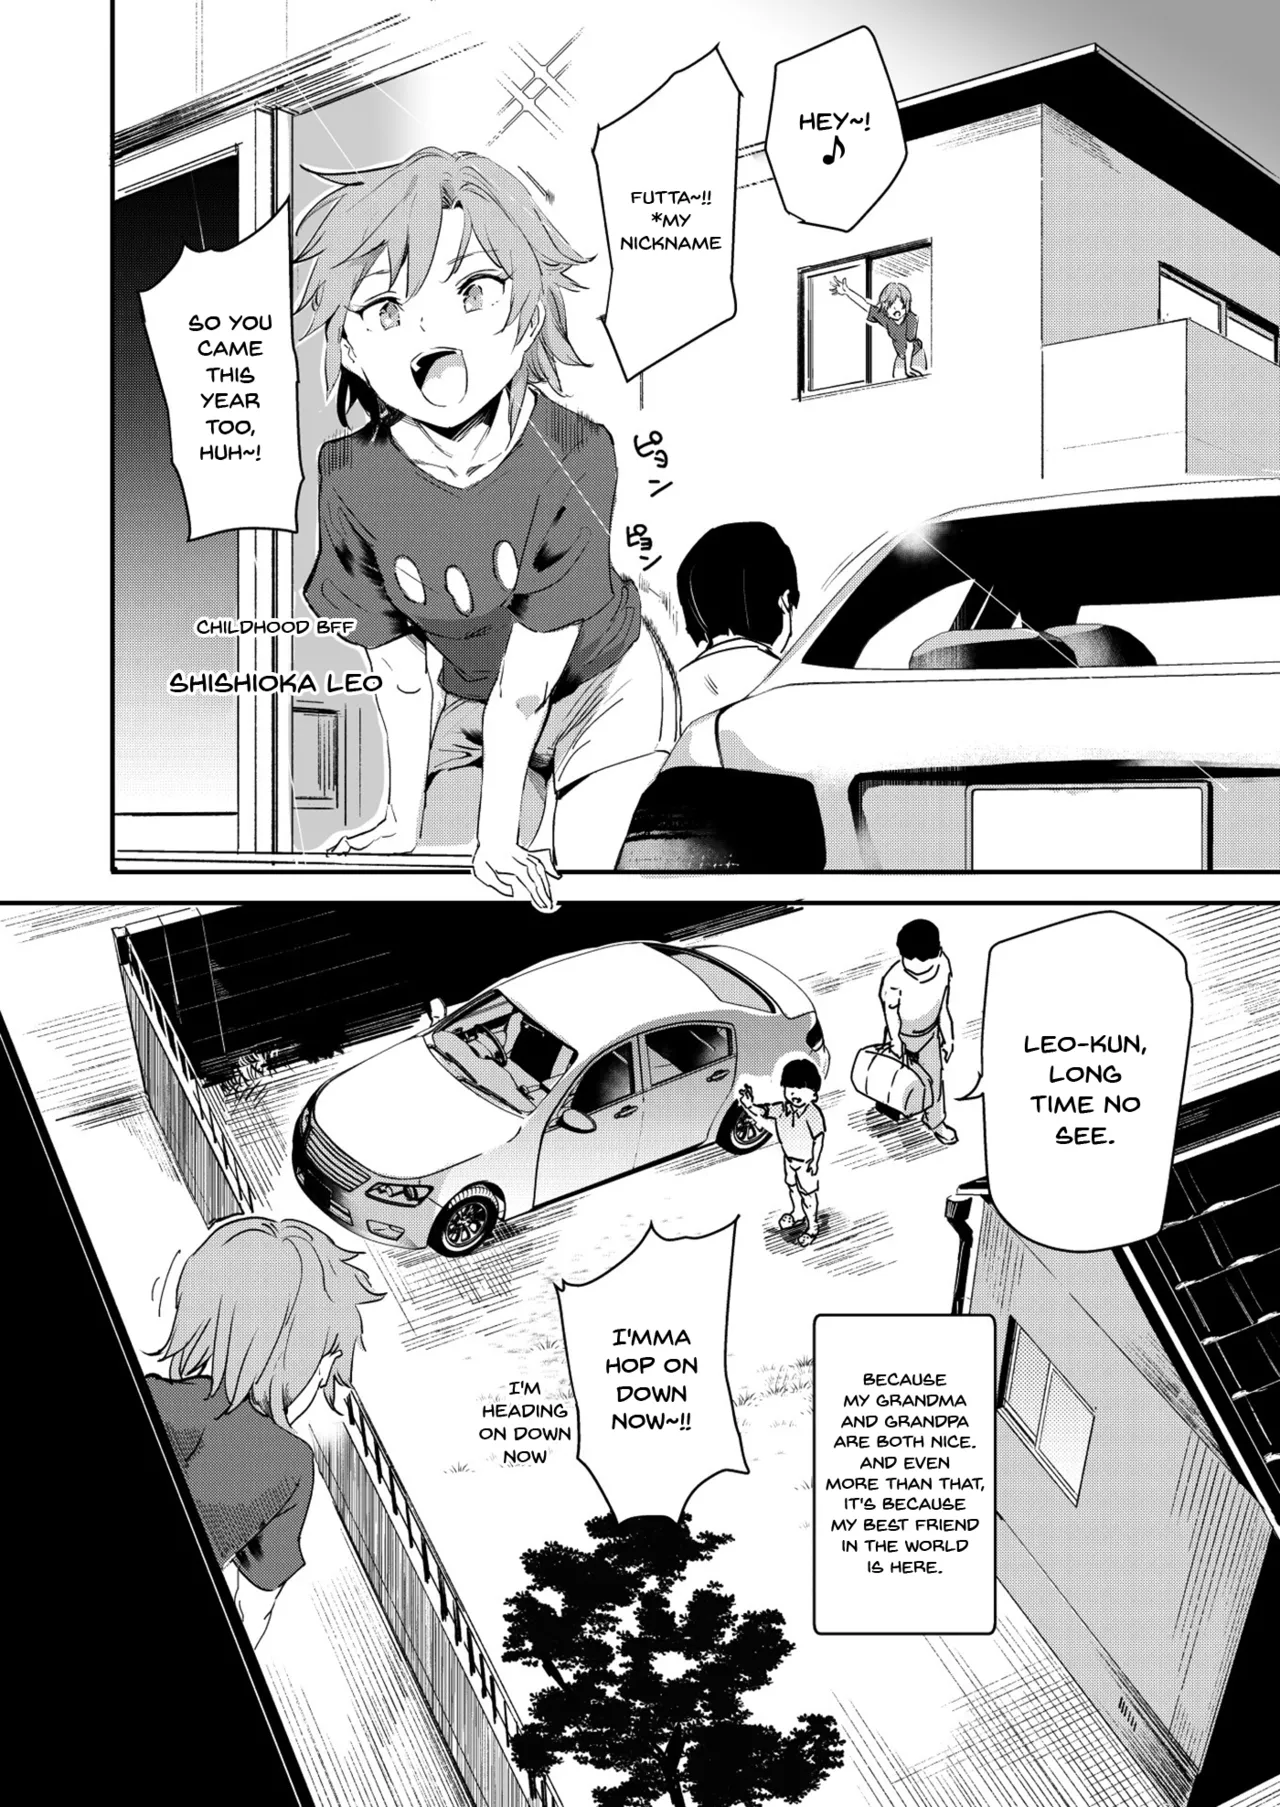 HEY~!
♪
FUTTA~!!
*MY
NICKNAME
SO YOU
CAME
THIS
YEAR
TOO,
HUH~!
ピョン
ピョン
CHILDHOOD BFF
SHISHIOKA LEO
LEO-KUN,
LONG
TIME NO
SEE.
I'MMA
HOP ON
DOWN
NOW~!!
I'M
HEADING
ON DOWN
NOW
BECAUSE
MY GRANDMA
AND GRANDPA
ARE BOTH NICE.
AND EVEN
MORE THAN THAT,
IT'S BECAUSE
MY BEST FRIEND
IN THE WORLD
IS HERE.